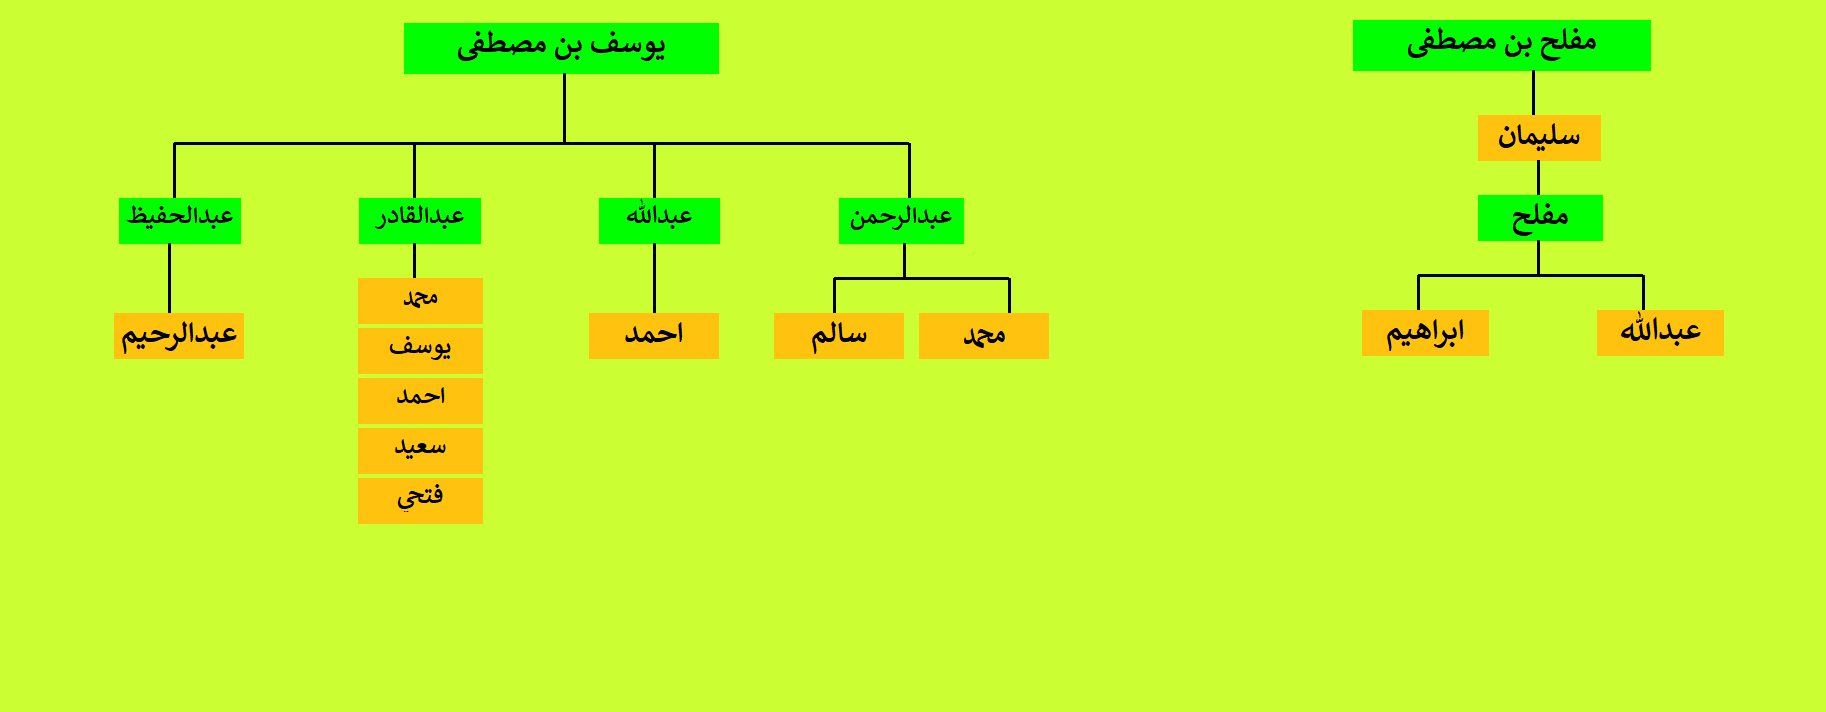 مفلح بن مصطفى
سليمان
مفلح
عبدالله
ابراهيم
يوسف بن مصطفى
عبدالرحمن
عبدالله
عبدالقادر
عبدالحفيظ
محمد
سالم
احمد
محمد
يوسف
احمد
سعيد
فتحي
عبدالرحيم